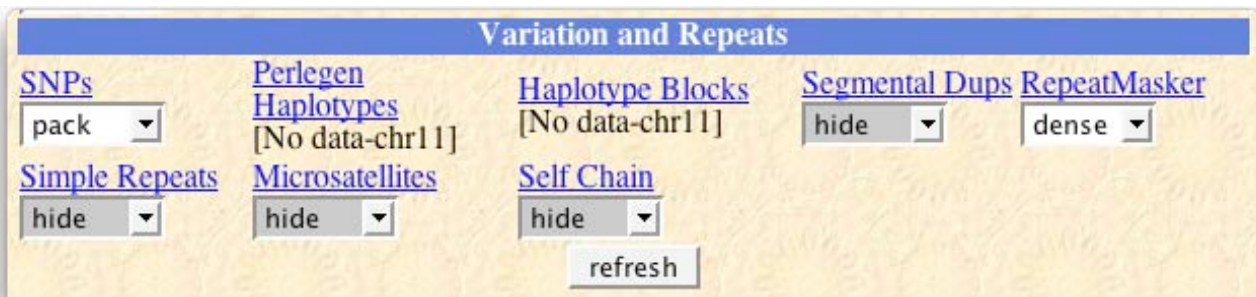 Variation and Repeats
SNPs
pack
Perlegen
Haplotypes
[No data-chr11]
Haplotype Blocks
[No data-chr11]
Segmental Dups
hide
RepeatMasker
dense
Simple Repeats
hide
Microsatellites
hide
Self Chain
hide
refresh